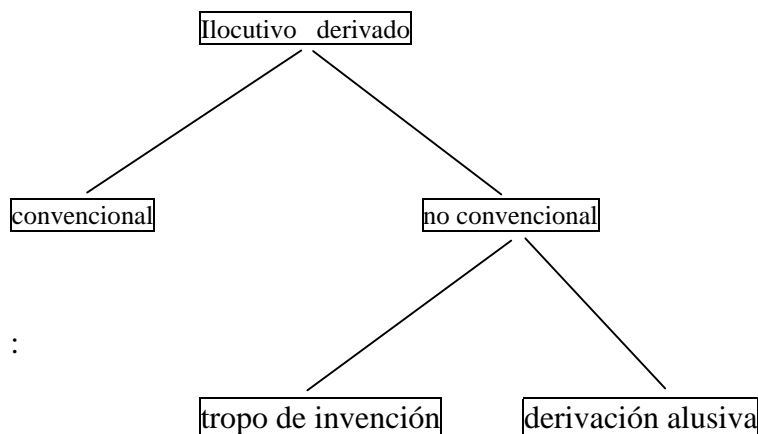 Ilocutivo derivado
convencional
no convencional
:
tropo de invención
derivación alusiva